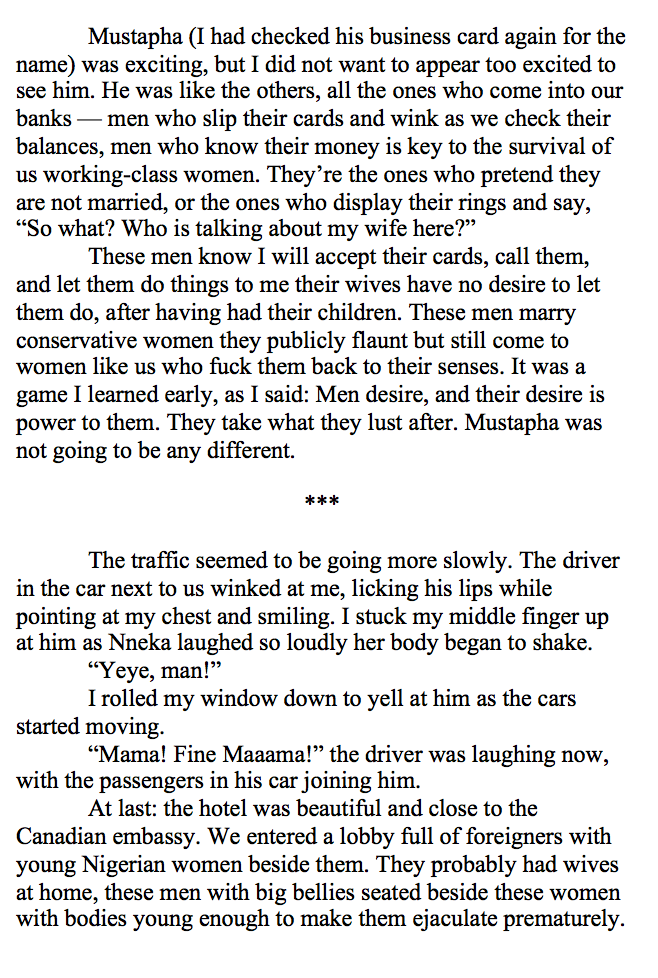 Mustapha (I had checked his business card again for the
name) was exciting, but I did not want to appear too excited to
see him. He was like the others, all the ones who come into our
banks — men who slip their cards and wink as we check their
balances, men who know their money is key to the survival of
us working-class women. They’re the ones who pretend they
are not married, or the ones who display their rings and say,
“So what? Who is talking about my wife here?”
These men know I will accept their cards, call them,
and let them do things to me their wives have no desire to let
them do, after having had their children. These men marry
conservative women they publicly flaunt but still come to
women like us who fuck them back to their senses. It was a
game I learned early, as I said: Men desire, and their desire is
power to them. They take what they lust after. Mustapha was
not going to be any different.
***
The traffic seemed to be going more slowly. The driver
in the car next to us winked at me, licking his lips while
pointing at my chest and smiling. I stuck my middle finger up
at him as Nneka laughed so loudly her body began to shake.
“Yeye, man!”
I rolled my window down to yell at him as the cars
started moving.
“Mama! Fine Maaama!” the driver was laughing now,
with the passengers in his car joining him.
At last: the hotel was beautiful and close to the
Canadian embassy. We entered a lobby full of foreigners with
young Nigerian women beside them. They probably had wives
at home, these men with big bellies seated beside these women
with bodies young enough to make them ejaculate prematurely.